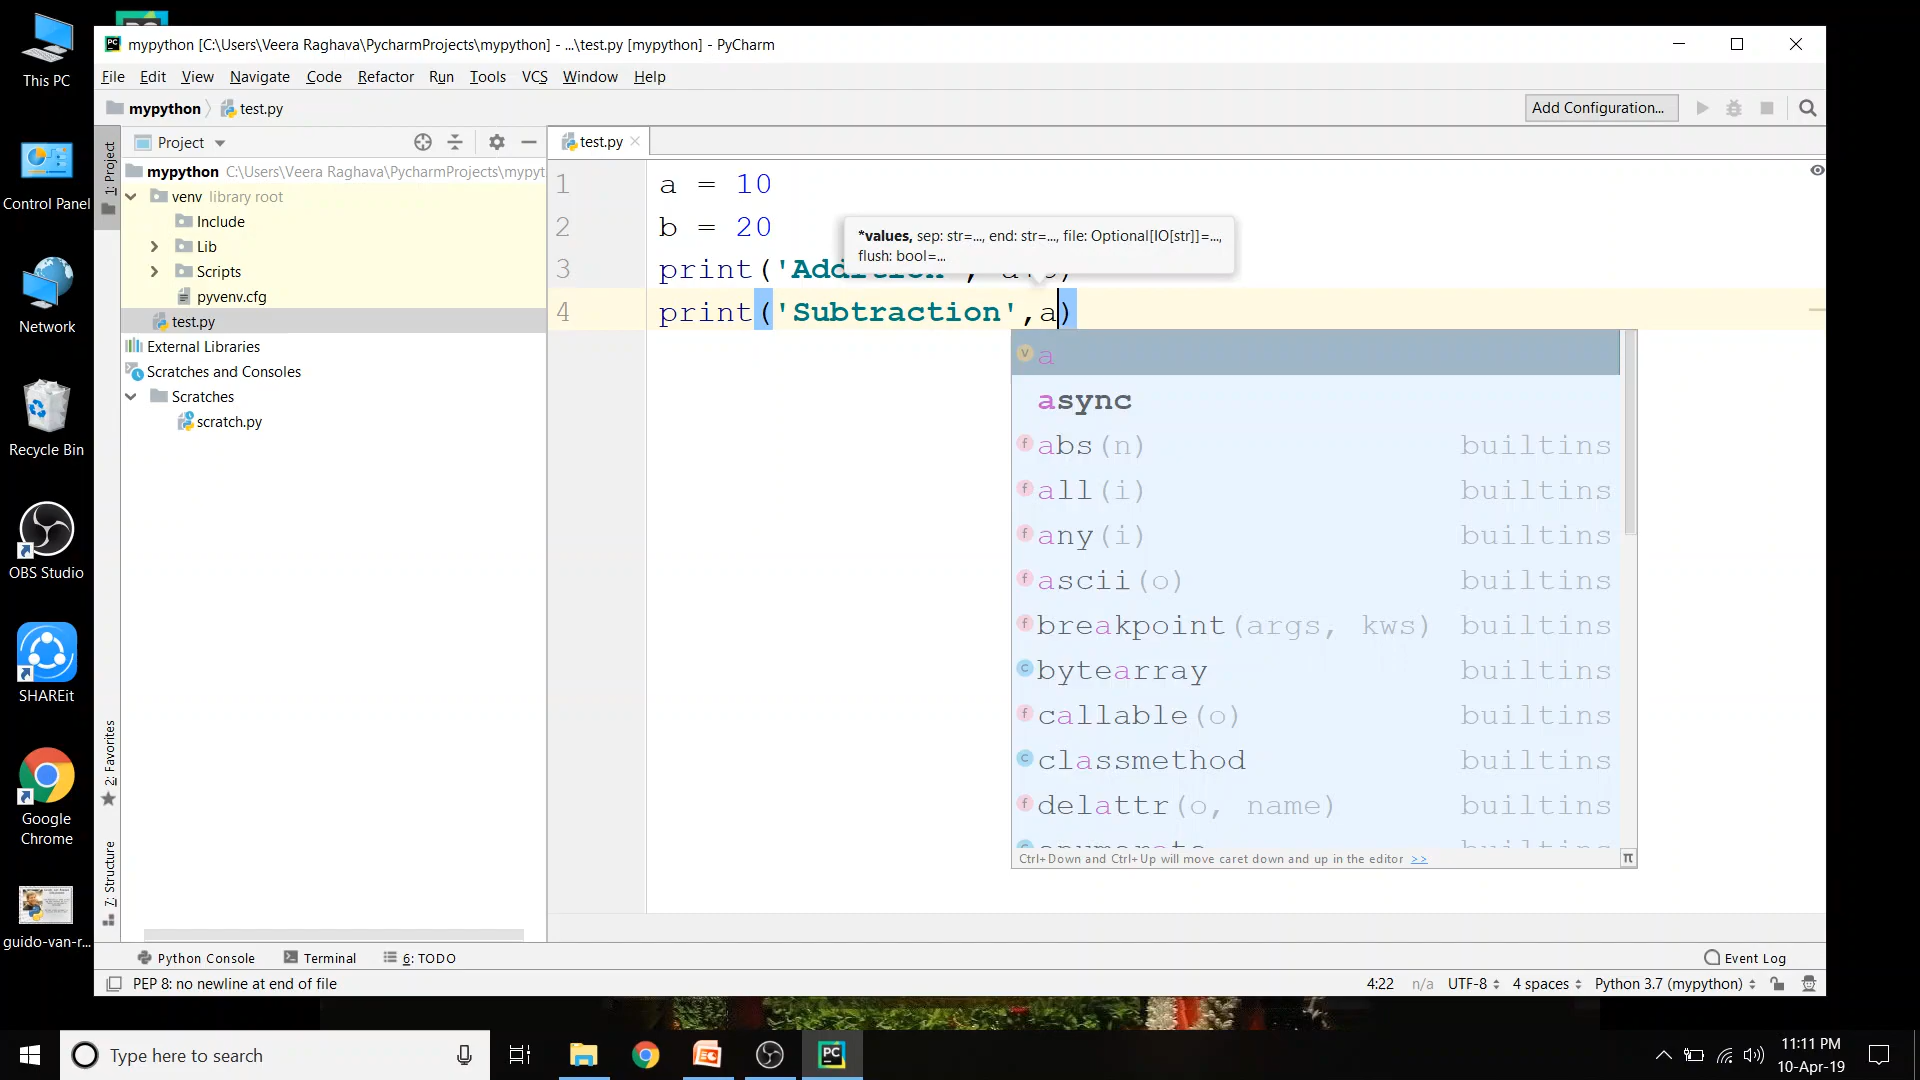 This PC
Control Panel
Network
Recycle Bin
OBS Studio
SHAREit
Google
Chrome
guido-van-r...
mypython [C:\Users\Veera Raghava\PycharmProjects\mypython] - ...\test.py [mypython] - PyCharm
File Edit View Navigate Code Refactor Run Tools VCS Window Help
mypython test.py
Add Configuration...
1: Project
2: Favorites
7: Structure
Project
mypython C:\Users\Veera Raghava\PycharmProjects\mypyt
venv library root
Include
Lib
Scripts
pyvenv.cfg
test.py
External Libraries
Scratches and Consoles
Scratches
scratch.py
test.py
1 a = 10
2 b = 20
*values, sep: str=..., end: str=..., file: Optional[IO[str]]=...,
flush: bool=...
3 print('Addition', a+b)
4 print('Subtraction',a)
a
async
abs(n) builtins
all(i) builtins
any(i) builtins
ascii(o) builtins
breakpoint(args, kws) builtins
bytearray builtins
callable(o) builtins
classmethod builtins
delattr(o, name) builtins
Ctrl+Down and Ctrl+Up will move caret down and up in the editor >> π
Python Console Terminal 6: TODO Event Log
PEP 8: no newline at end of file 4:22 n/a UTF-8 4 spaces Python 3.7 (mypython)
Type here to search
11:11 PM
10-Apr-19